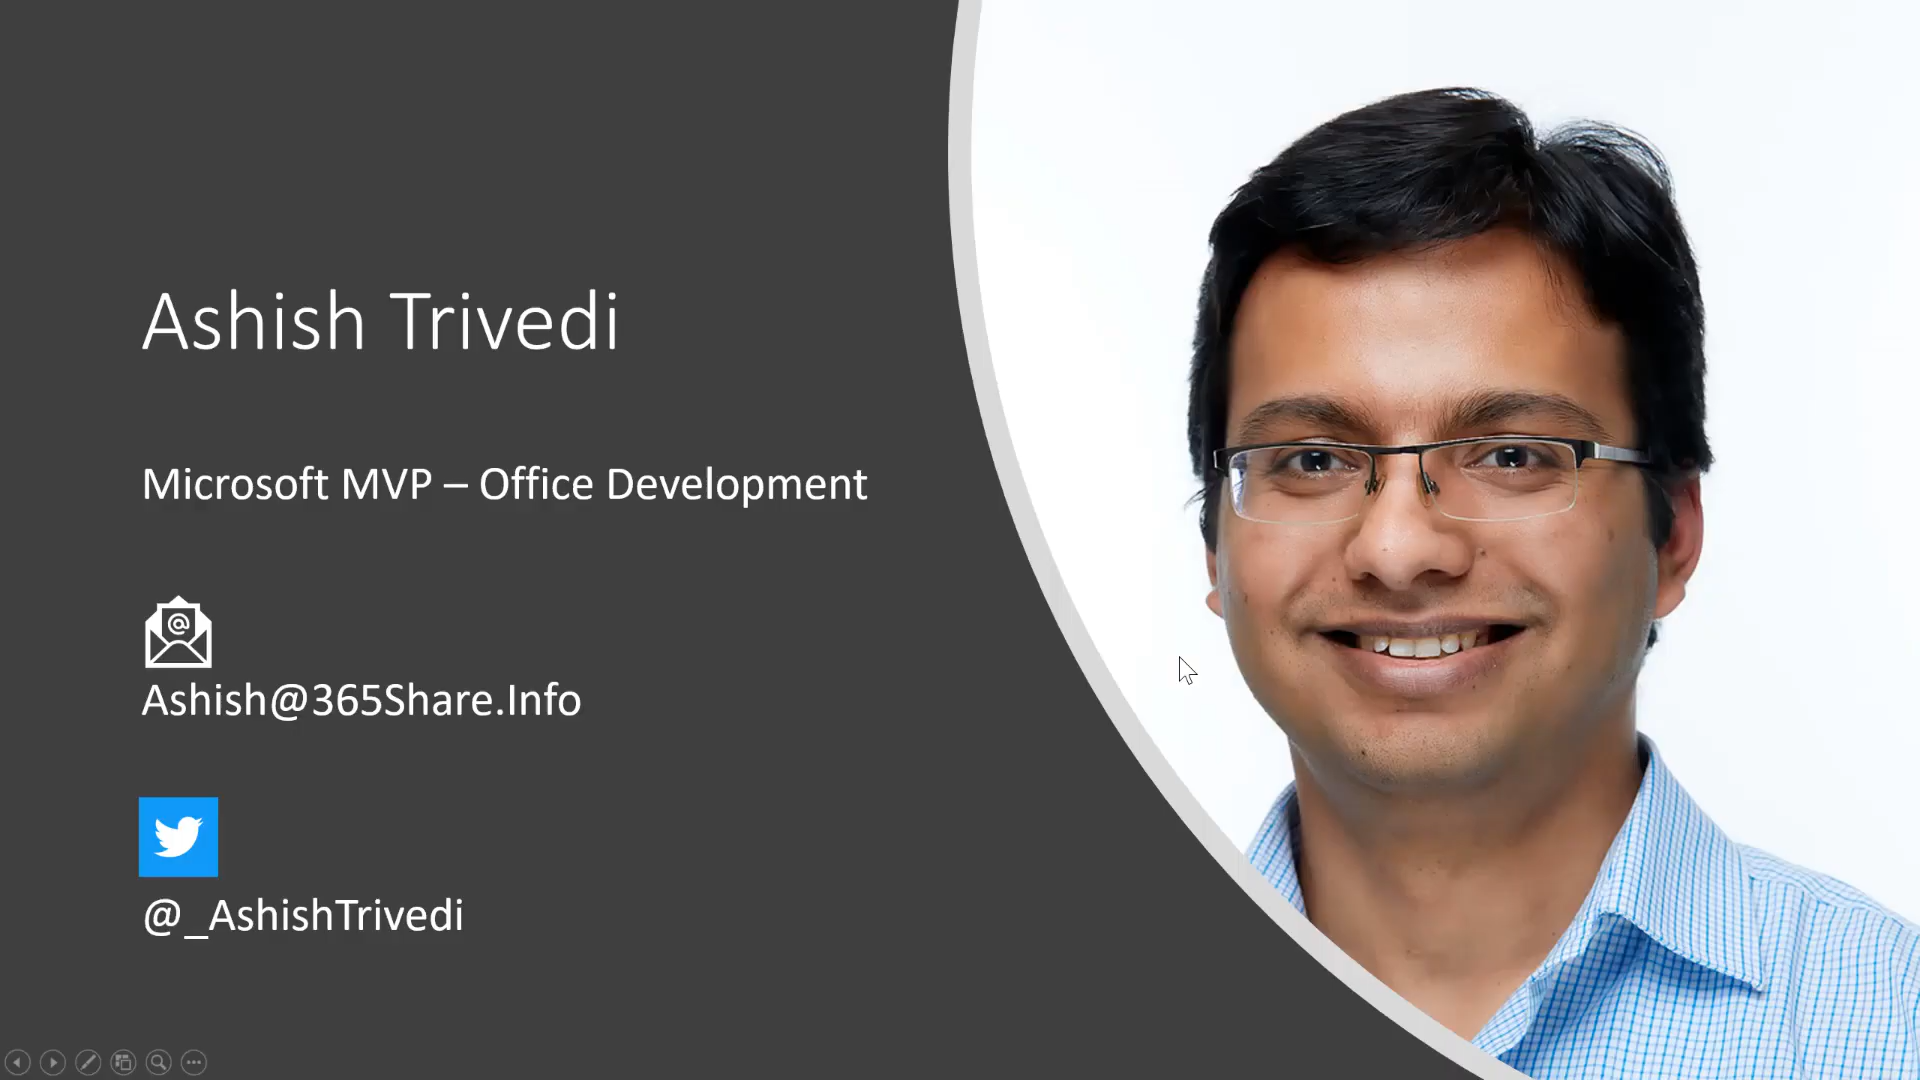 Ashish Trivedi
Microsoft MVP – Office Development
Ashish@365Share.Info
@_AshishTrivedi